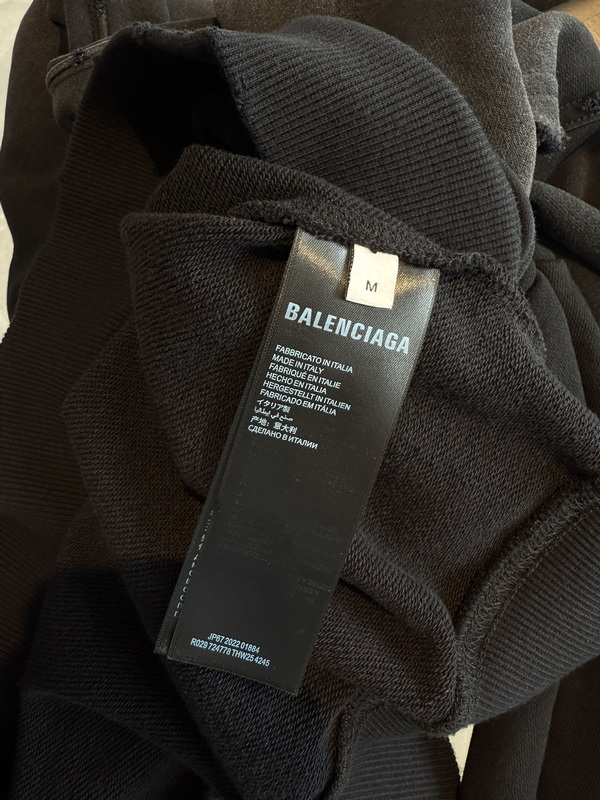 M
BALENCIAGA
FABBRICATO IN ITALIA
MADE IN ITALY
FABRIQUÉ EN ITALIE
HECHO EN ITALIA
HERGESTELLT IN ITALIEN
FABRICADO EM ITÁLIA
イタリア製
صنع في إيطاليا
产地：意大利
СДЕЛАНО В ИТАЛИИ
JP67 2022 01884
R029 724778 THW25 4245